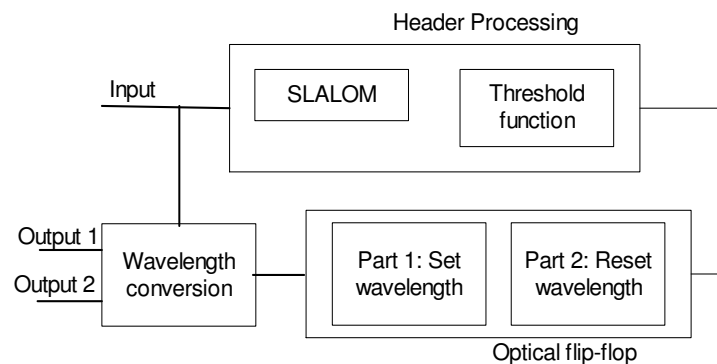 Header Processing
Input
SLALOM
Threshold
function
Output 1
Output 2
Wavelength
conversion
Part 1: Set
wavelength
Part 2: Reset
wavelength
Optical flip-flop